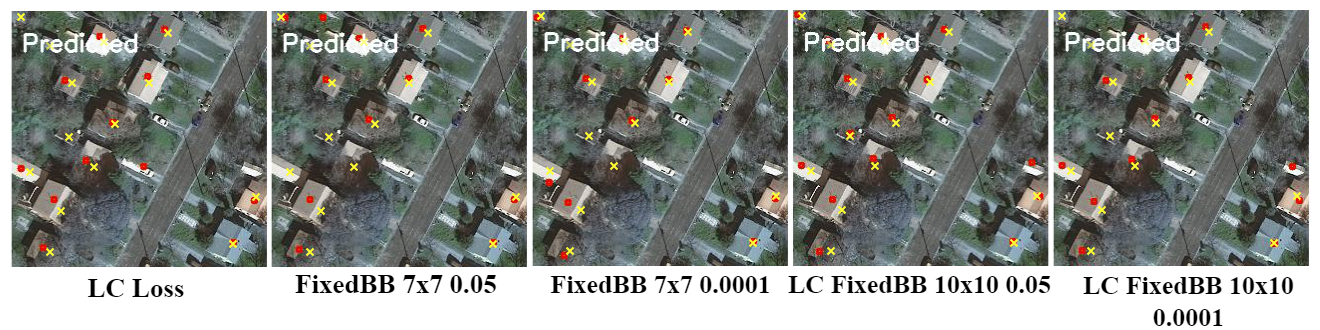 Predicted Predicted Predicted Predicted Predicted
LC Loss
FixedBB 7x7 0.05
FixedBB 7x7 0.0001
LC FixedBB 10x10 0.05
LC FixedBB 10x10
0.0001